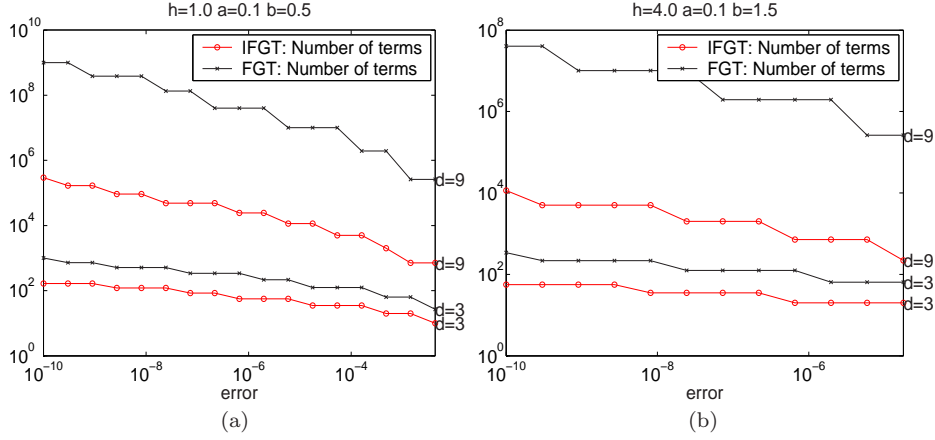 h=1.0 a=0.1 b=0.5
10^10
10^8
10^6
10^4
10^2
10^0
IFGT: Number of terms
FGT: Number of terms
d=9
d=9
d=3
d=3
10^−10
10^−8
10^−6
10^−4
error
(a)
h=4.0 a=0.1 b=1.5
10^8
10^6
10^4
10^2
10^0
IFGT: Number of terms
FGT: Number of terms
d=9
d=9
d=3
d=3
10^−10
10^−8
10^−6
error
(b)